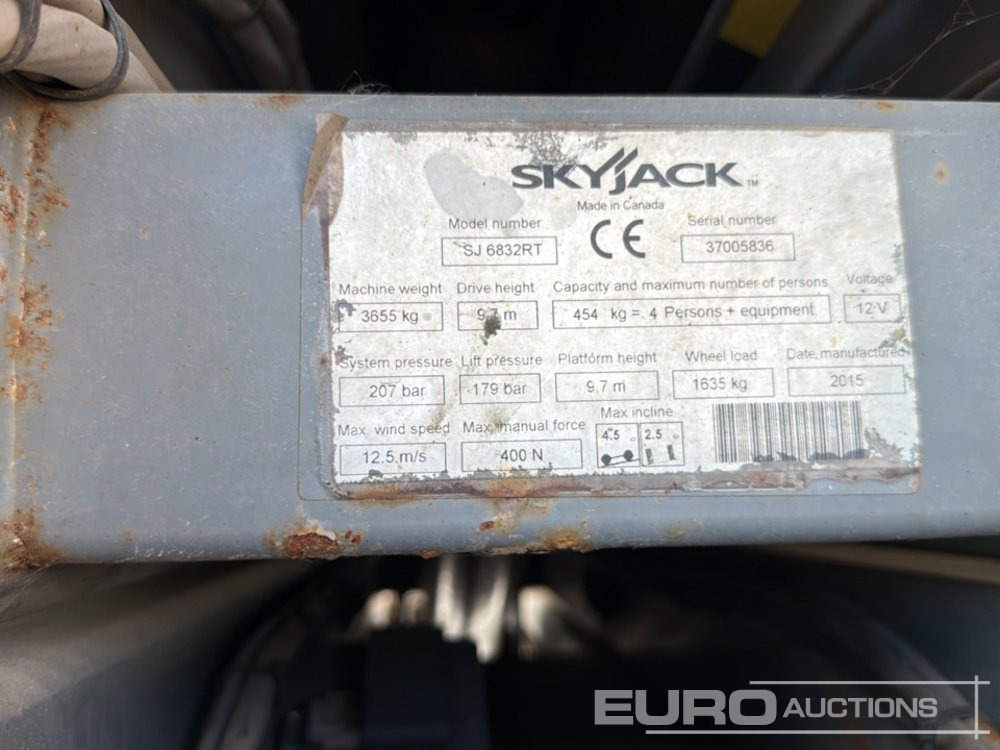 SKYJACK™
Made in Canada
Model number
Serial number
SJ 6832RT
CE
37005836
Machine weight
Drive height
Capacity and maximum number of persons
Voltage
3655 kg
9.7 m
454 kg = 4 Persons + equipment
12 V
System pressure
Lift pressure
Platform height
Wheel load
Date manufactured
207 bar
179 bar
9.7 m
1635 kg
2015
Max. wind speed
Max. manual force
Max incline
12.5 m/s
400 N
4.5 °
2.5 °
EURO AUCTIONS